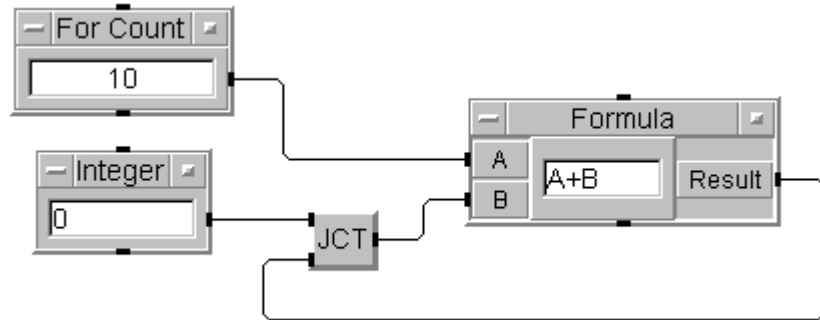 For Count
10
Integer
0
JCT
Formula
A
B
A+B
Result